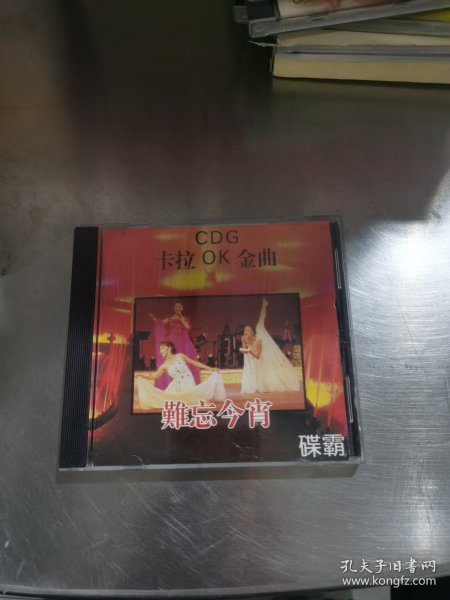 CDG
卡拉 OK 金曲
難忘今宵
碟霸
孔夫子旧书网
www.kongfz.com